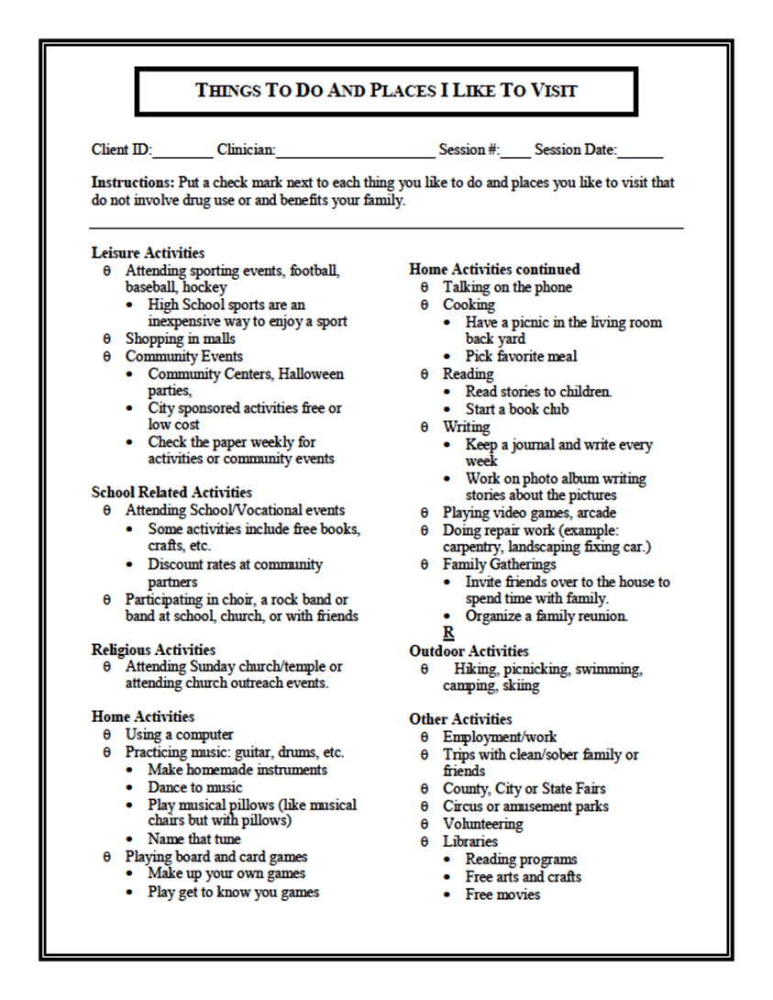 THINGS TO DO AND PLACES I LIKE TO VISIT
Client ID:________ Clinician:_____________________ Session #:____ Session Date:______
Instructions: Put a check mark next to each thing you like to do and places you like to visit that
do not involve drug use or and benefits your family.
Leisure Activities
θ Attending sporting events, football,
baseball, hockey
• High School sports are an
inexpensive way to enjoy a sport
θ Shopping in malls
θ Community Events
• Community Centers, Halloween
parties,
• City sponsored activities free or
low cost
• Check the paper weekly for
activities or community events
School Related Activities
θ Attending School/Vocational events
• Some activities include free books,
crafts, etc.
• Discount rates at community
partners
θ Participating in choir, a rock band or
band at school, church, or with friends
Religious Activities
θ Attending Sunday church/temple or
attending church outreach events.
Home Activities
θ Using a computer
θ Practicing music: guitar, drums, etc.
• Make homemade instruments
• Dance to music
• Play musical pillows (like musical
chairs but with pillows)
• Name that tune
θ Playing board and card games
• Make up your own games
• Play get to know you games
Home Activities continued
θ Talking on the phone
θ Cooking
• Have a picnic in the living room
back yard
• Pick favorite meal
θ Reading
• Read stories to children.
• Start a book club
θ Writing
• Keep a journal and write every
week
• Work on photo album writing
stories about the pictures
θ Playing video games, arcade
θ Doing repair work (example:
carpentry, landscaping fixing car.)
θ Family Gatherings
• Invite friends over to the house to
spend time with family.
• Organize a family reunion.
R
Outdoor Activities
θ Hiking, picnicking, swimming,
camping, skiing
Other Activities
θ Employment/work
θ Trips with clean/sober family or
friends
θ County, City or State Fairs
θ Circus or amusement parks
θ Volunteering
θ Libraries
• Reading programs
• Free arts and crafts
• Free movies